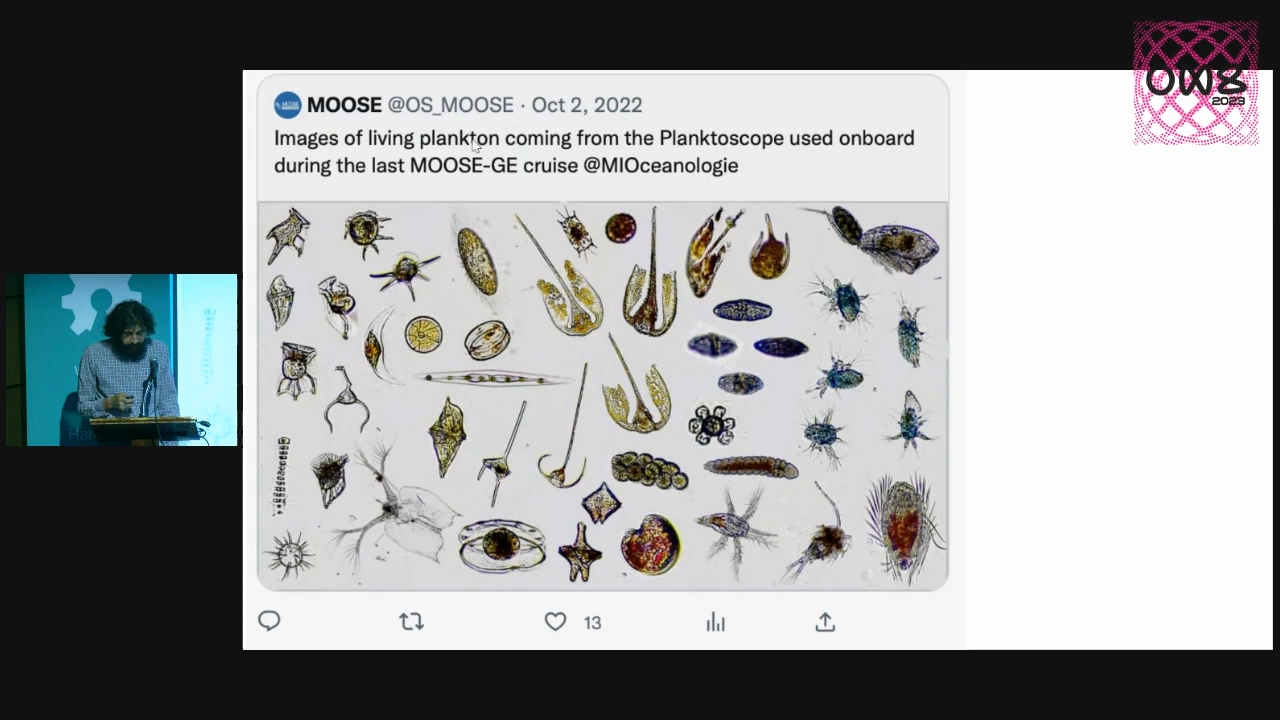 OW8
2023
MOOSE @OS_MOOSE · Oct 2, 2022
Images of living plankton coming from the Planktoscope used onboard
during the last MOOSE-GE cruise @MIOceanologie
13